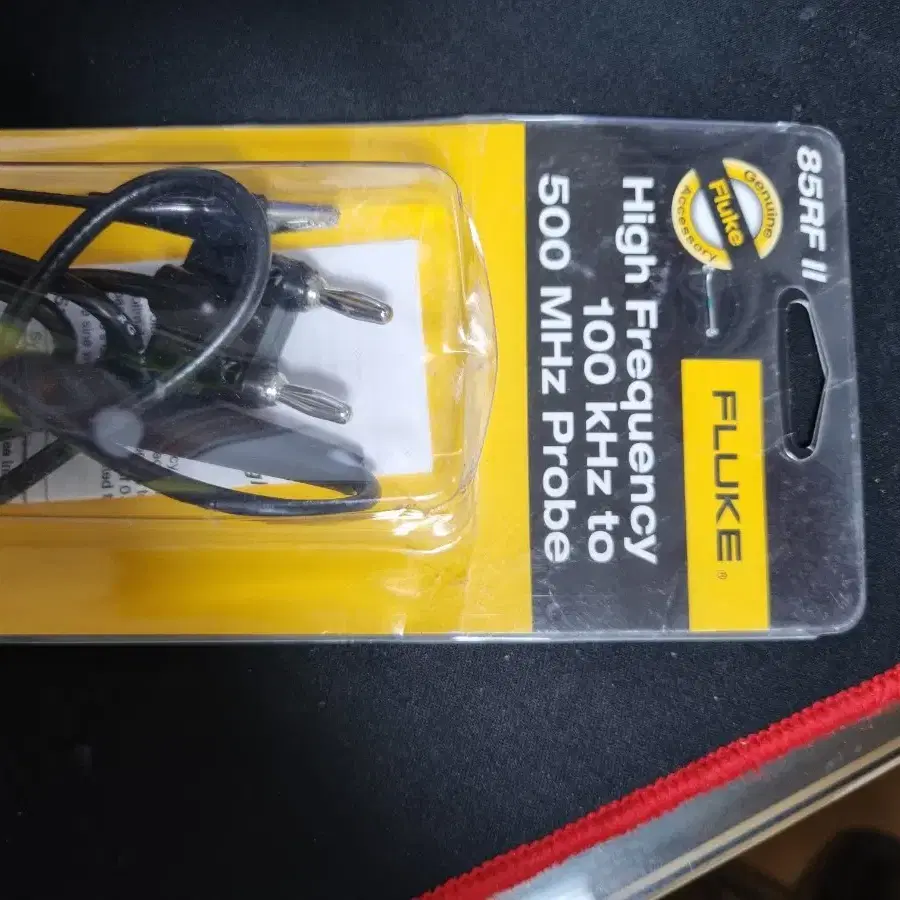 85RF II
Genuine
Fluke
Accessory
FLUKE®
High Frequency
100 kHz to
500 MHz Probe